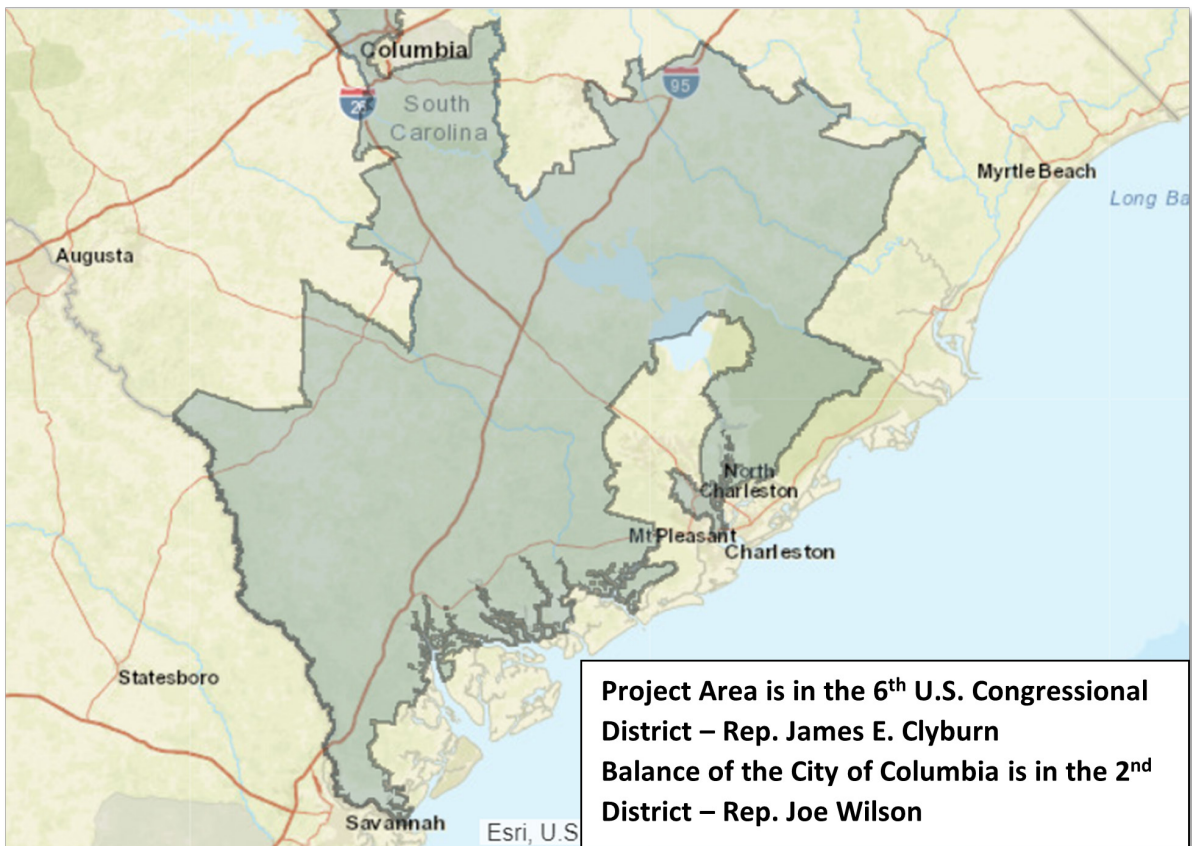 Columbia
95
26
South
Carolina
Myrtle Beach
Long Ba
Augusta
North
Charleston
Mt Pleasant
Charleston
Statesboro
Savannah
Esri, U.S
Project Area is in the 6th U.S. Congressional
District – Rep. James E. Clyburn
Balance of the City of Columbia is in the 2nd
District – Rep. Joe Wilson